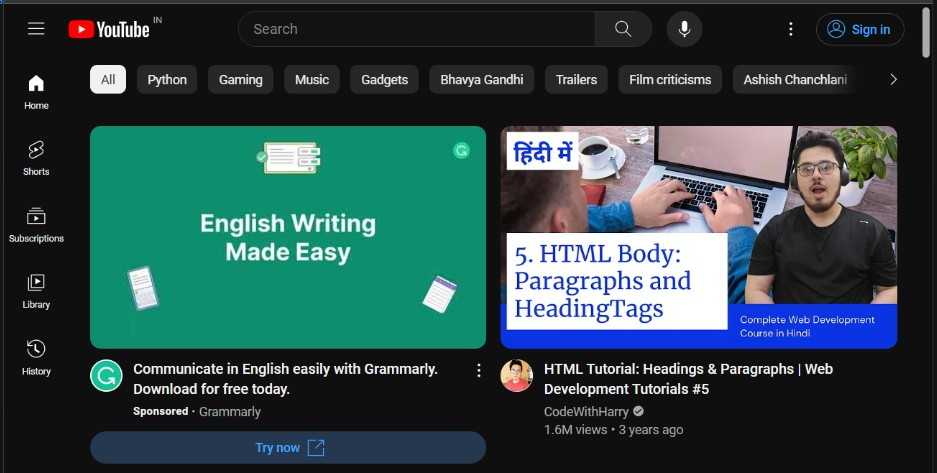 YouTube IN
Search
Sign in
All Python Gaming Music Gadgets Bhavya Gandhi Trailers Film criticisms Ashish Chanchlani
Home
Shorts
Subscriptions
Library
History
English Writing
Made Easy
हिंदी में
5. HTML Body:
Paragraphs and
HeadingTags
Complete Web Development
Course in Hindi
Communicate in English easily with Grammarly.
Download for free today.
Sponsored · Grammarly
Try now
HTML Tutorial: Headings & Paragraphs | Web
Development Tutorials #5
CodeWithHarry
1.6M views • 3 years ago